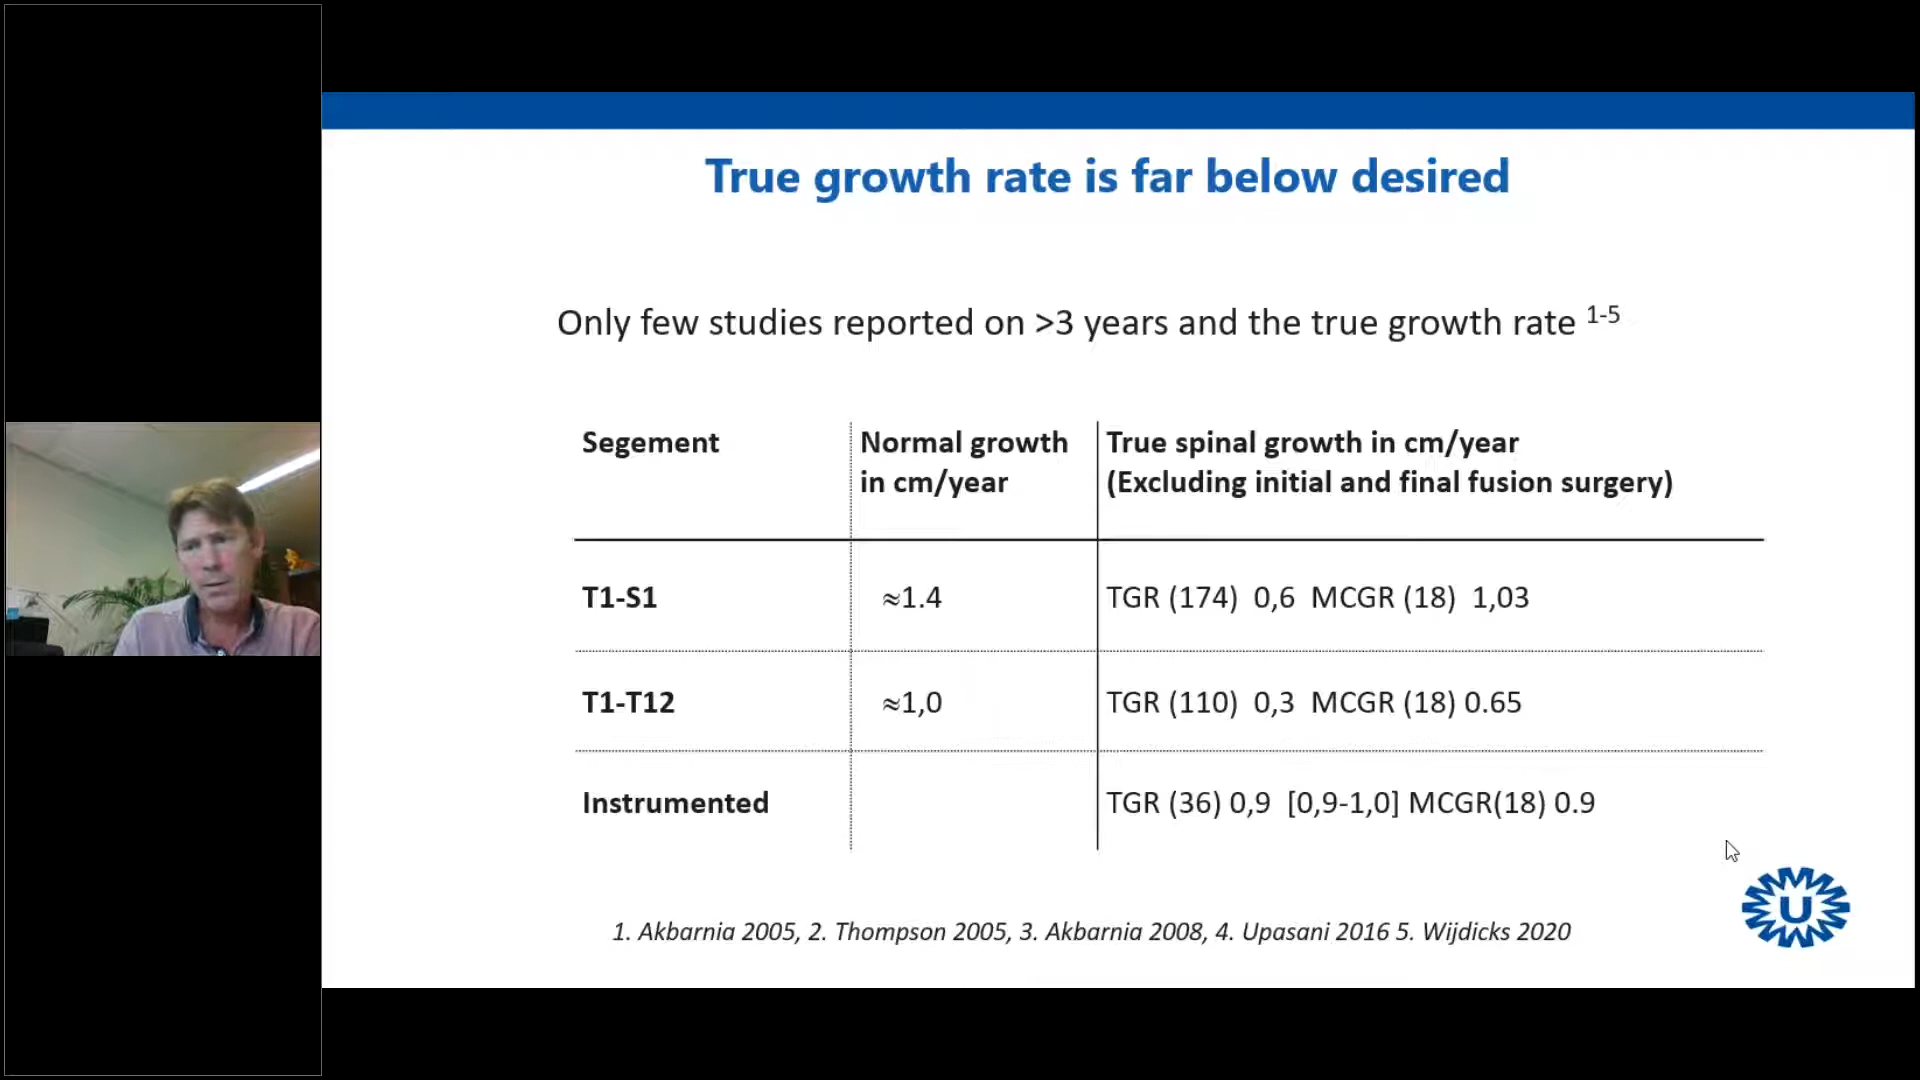 True growth rate is far below desired
Only few studies reported on >3 years and the true growth rate 1-5
Segement
Normal growth
in cm/year
True spinal growth in cm/year
(Excluding initial and final fusion surgery)
T1-S1
≈1.4
TGR (174) 0,6 MCGR (18) 1,03
T1-T12
≈1,0
TGR (110) 0,3 MCGR (18) 0.65
Instrumented
TGR (36) 0,9 [0,9-1,0] MCGR(18) 0.9
1. Akbarnia 2005, 2. Thompson 2005, 3. Akbarnia 2008, 4. Upasani 2016 5. Wijdicks 2020
U